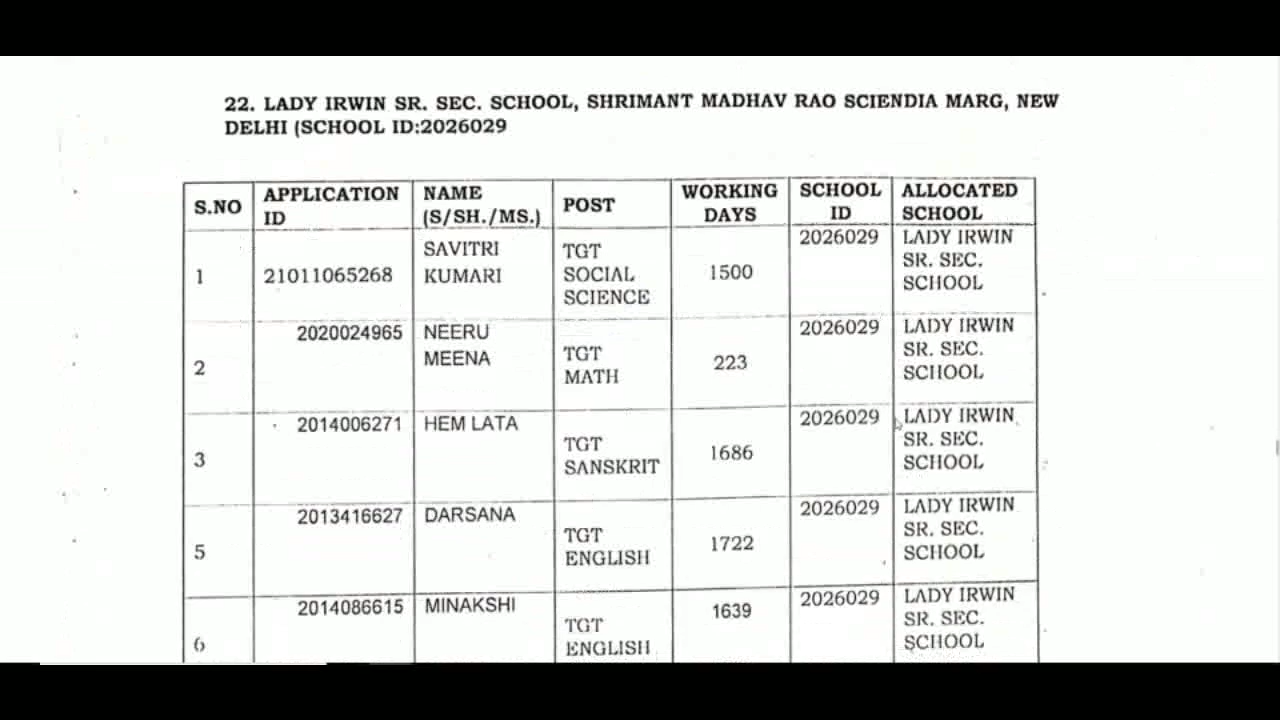 22. LADY IRWIN SR. SEC. SCHOOL, SHRIMANT MADHAV RAO SCIENDIA MARG, NEW
DELHI (SCHOOL ID:2026029
S.NO APPLICATION ID NAME (S/SH./MS.) POST WORKING DAYS SCHOOL ID ALLOCATED SCHOOL
1 21011065268 SAVITRI KUMARI TGT SOCIAL SCIENCE 1500 2026029 LADY IRWIN SR. SEC. SCHOOL
2 2020024965 NEERU MEENA TGT MATH 223 2026029 LADY IRWIN SR. SEC. SCHOOL
3 2014006271 HEM LATA TGT SANSKRIT 1686 2026029 LADY IRWIN SR. SEC. SCHOOL
5 2013416627 DARSANA TGT ENGLISH 1722 2026029 LADY IRWIN SR. SEC. SCHOOL
6 2014086615 MINAKSHI TGT ENGLISH 1639 2026029 LADY IRWIN SR. SEC. SCHOOL